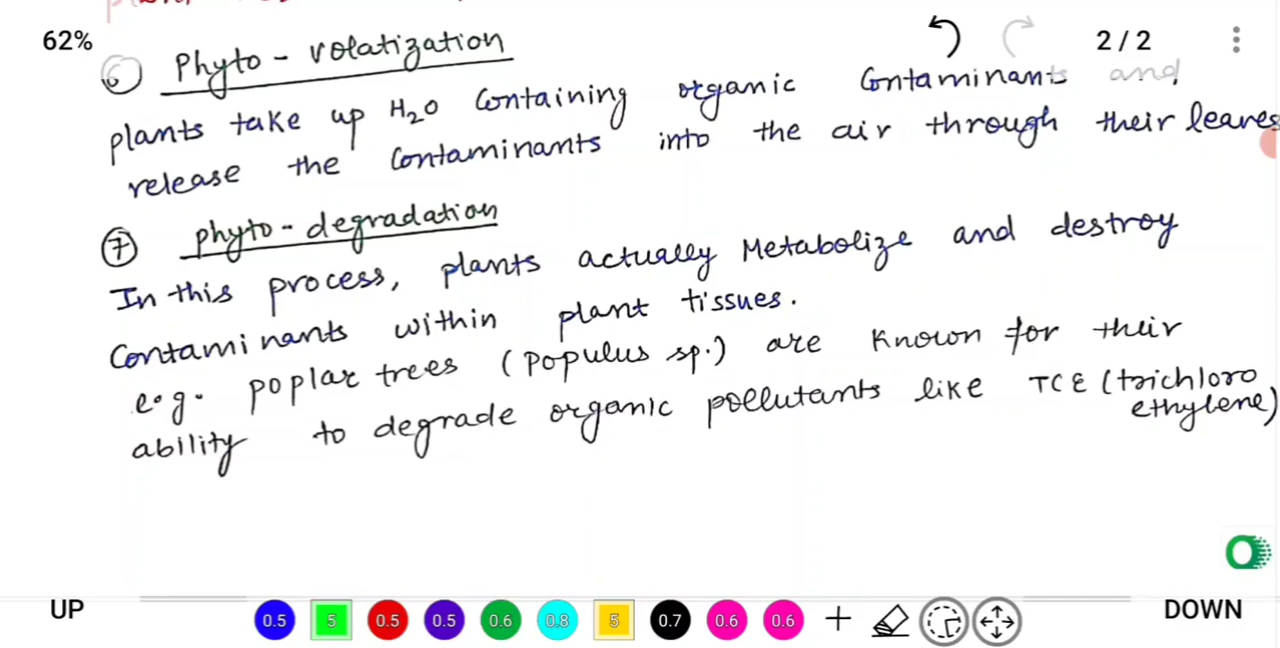 62%
2/2
6 Phyto - volatization
plants take up H2O Containing organic Contaminants and
release the Contaminants into the air through their leaves
7 phyto - degradation
In this process, plants actually Metabolize and destroy
Contaminants within plant tissues.
e.g. poplar trees (populus sp.) are known for their
ability to degrade organic pollutants like TCE (trichloro
ethylene)
UP
DOWN
0.5 5 0.5 0.5 0.6 0.8 5 0.7 0.6 0.6